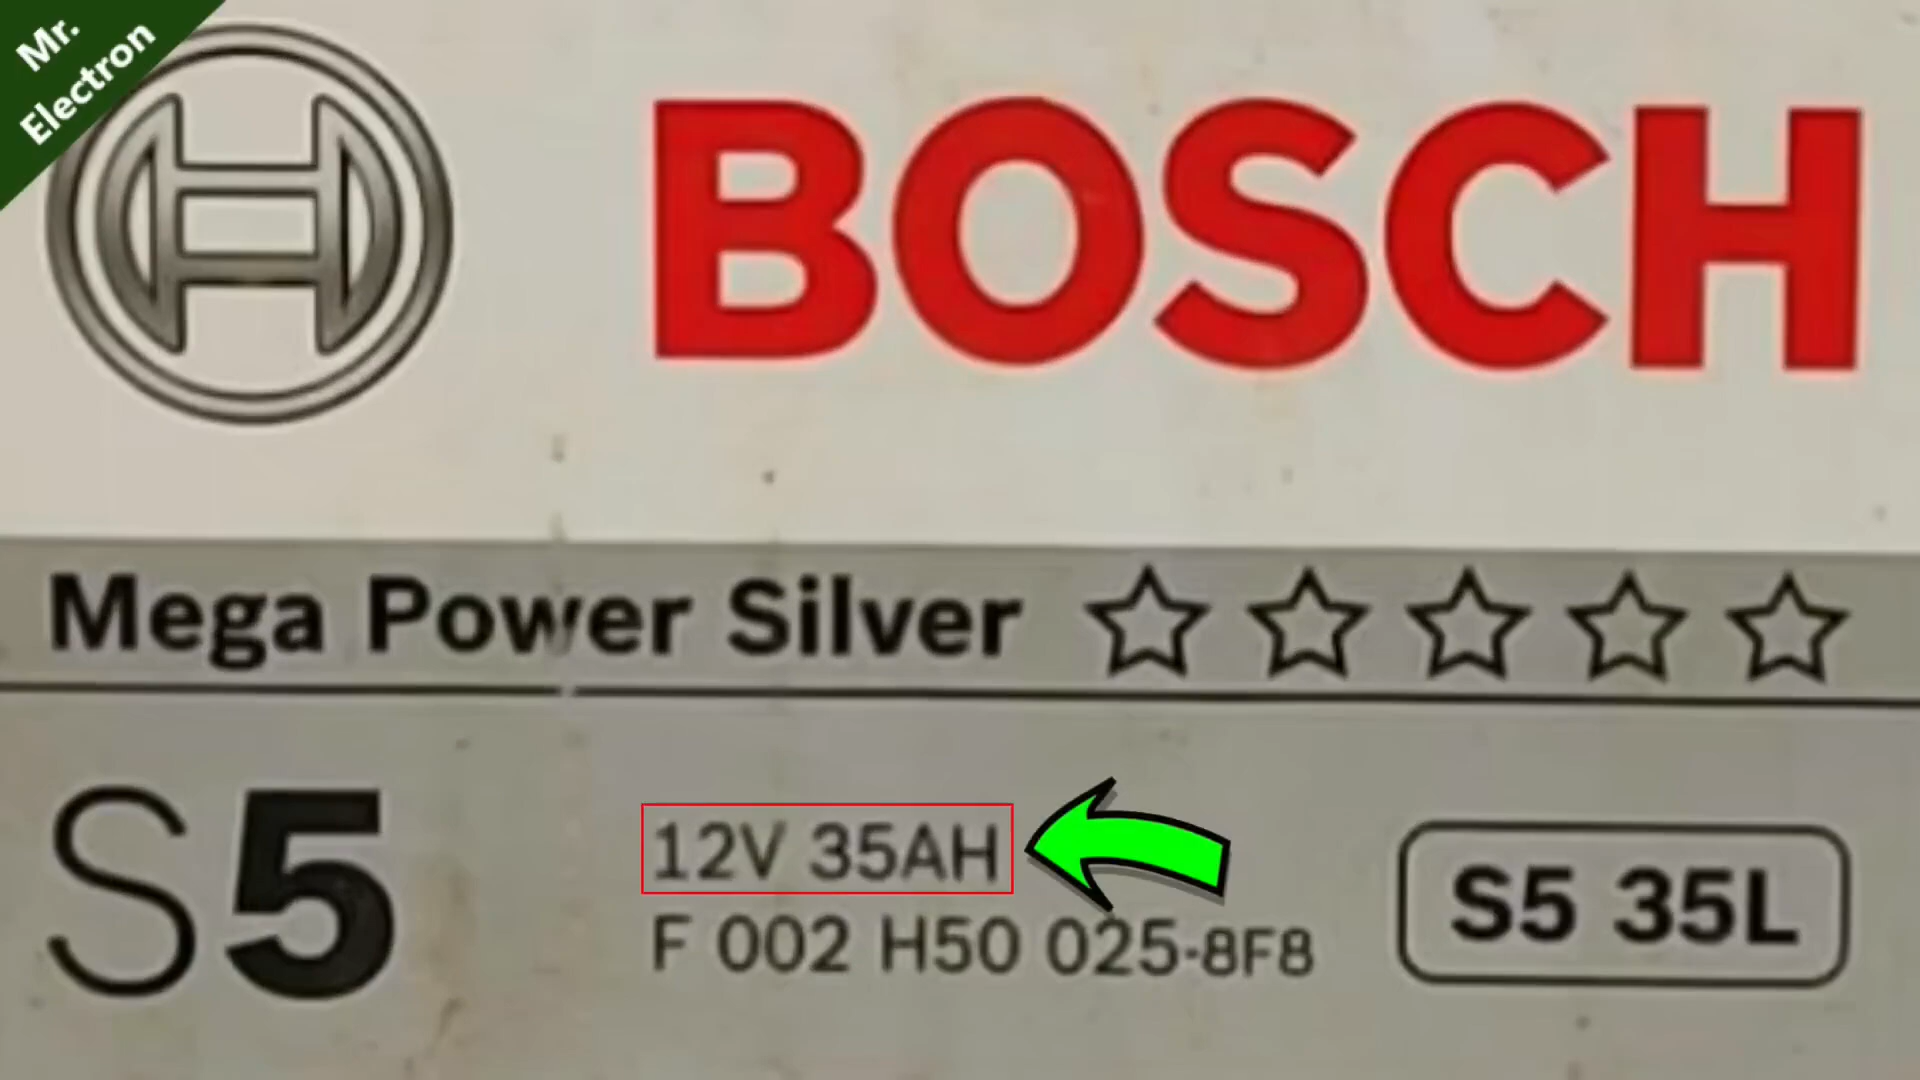 Mr.
Electron
BOSCH
Mega Power Silver
S5
12V 35AH
F 002 H50 025-8F8
S5 35L